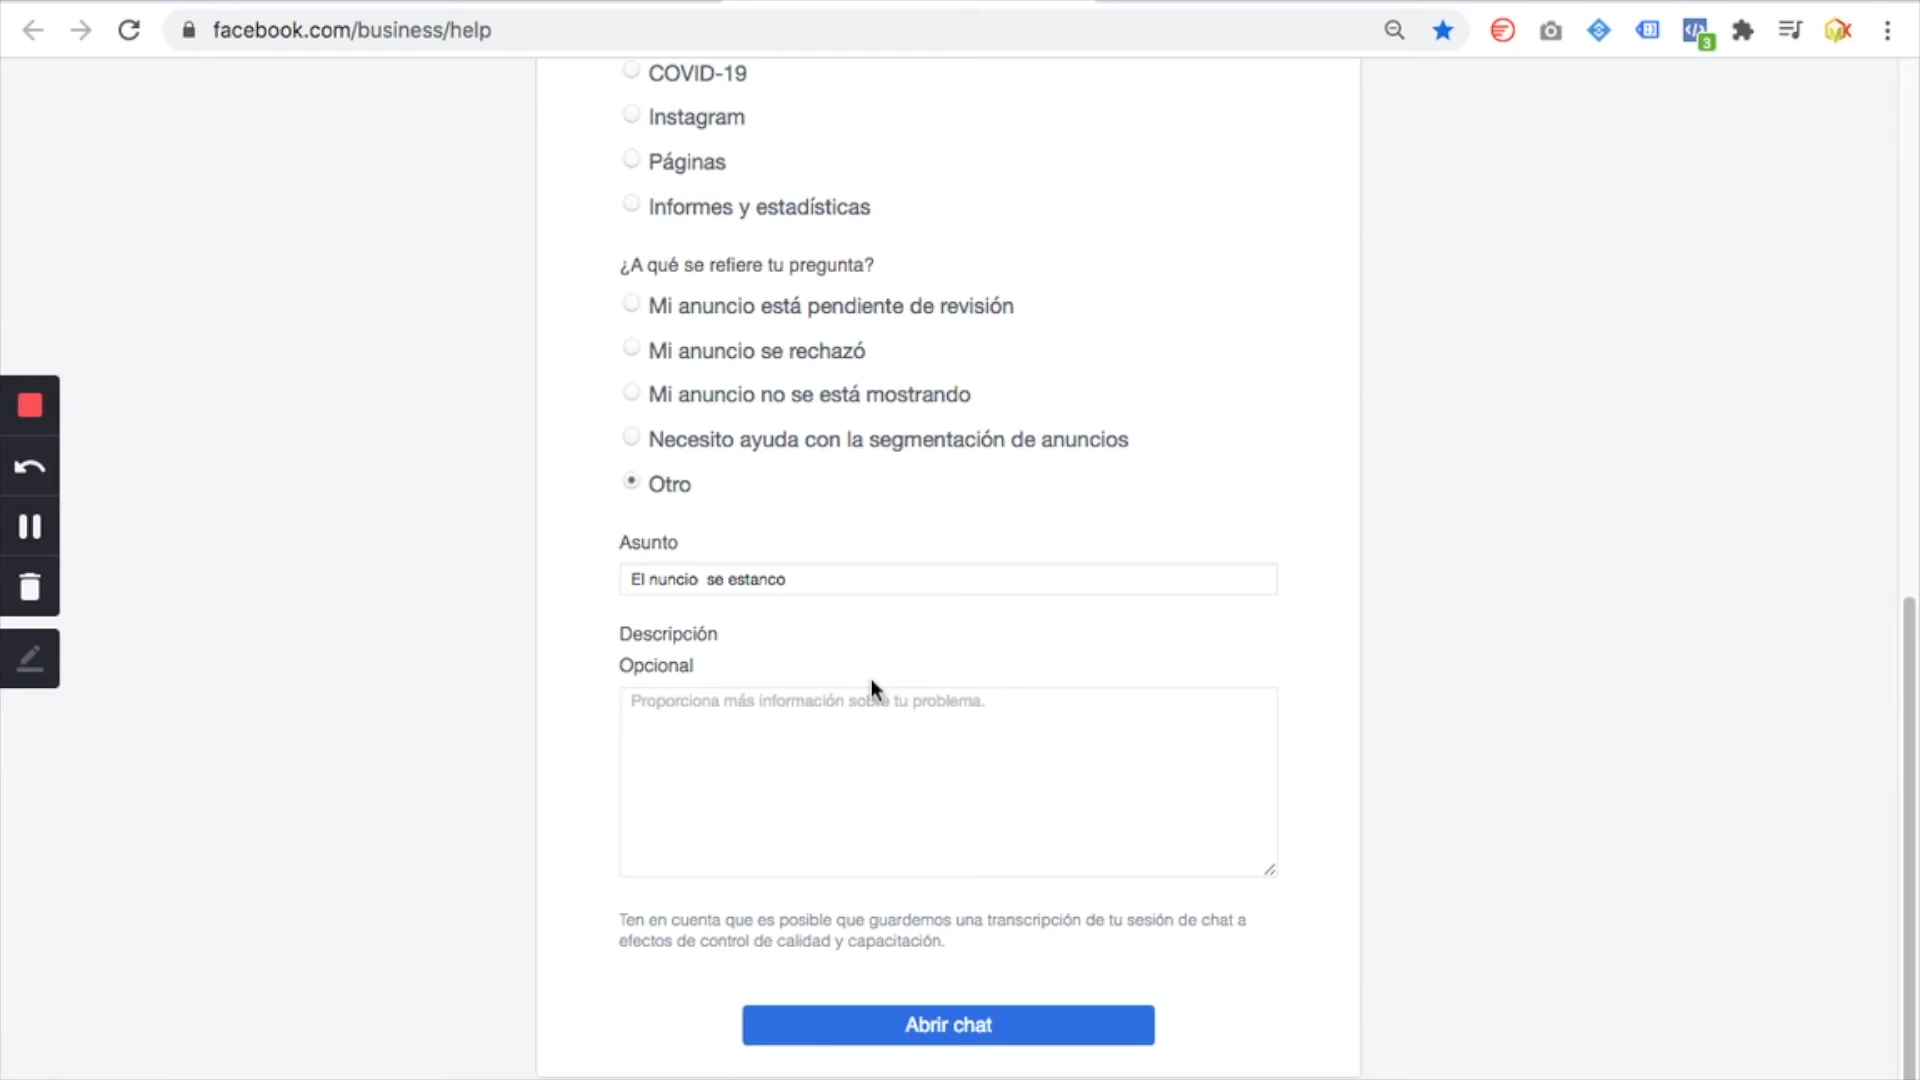 facebook.com/business/help
3
COVID-19
Instagram
Páginas
Informes y estadísticas
¿A qué se refiere tu pregunta?
Mi anuncio está pendiente de revisión
Mi anuncio se rechazó
Mi anuncio no se está mostrando
Necesito ayuda con la segmentación de anuncios
Otro
Asunto
El nuncio  se estanco
Descripción
Opcional
Proporciona más información sobre tu problema.
Ten en cuenta que es posible que guardemos una transcripción de tu sesión de chat a
efectos de control de calidad y capacitación.
Abrir chat